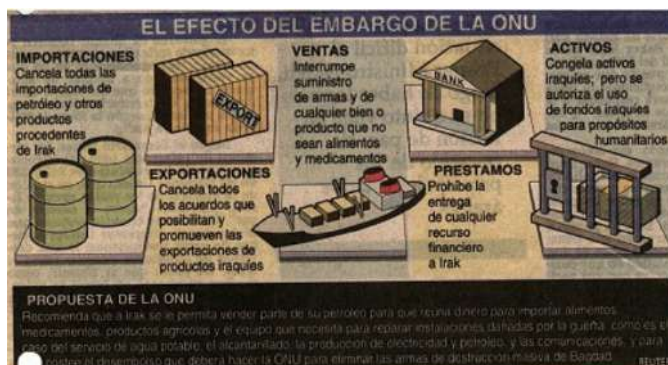 EL EFECTO DEL EMBARGO DE LA ONU
IMPORTACIONES
Cancela todas las
importaciones de
petróleo y otros
productos
procedentes
de Irak
EXPORT
EXPORTACIONES
Cancela todos
los acuerdos que
posibilitan y
promueven las
exportaciones de
productos iraquíes
VENTAS
Interrumpe
suministro
de armas y de
cualquier bien o
producto que no
sean alimentos
y medicamentos
BANK
PRESTAMOS
Prohíbe la
entrega
de cualquier
recurso
financiero
a Irak
ACTIVOS
Congela activos
iraquíes; pero se
autoriza el uso
de fondos iraquíes
para propósitos
humanitarios
PROPUESTA DE LA ONU
Recomienda que a Irak se le permita vender parte de su petróleo para que reúna dinero para importar alimentos,
medicamentos, productos agrícolas y el equipo que necesita para reparar instalaciones dañadas por la guerra, como es el
caso del servicio de agua potable, el alcantarillado, la producción de electricidad y petróleo, y las comunicaciones, y para
el desembolso que deberá hacer la ONU para eliminar las armas de destrucción masiva de Bagdad.
REUTER